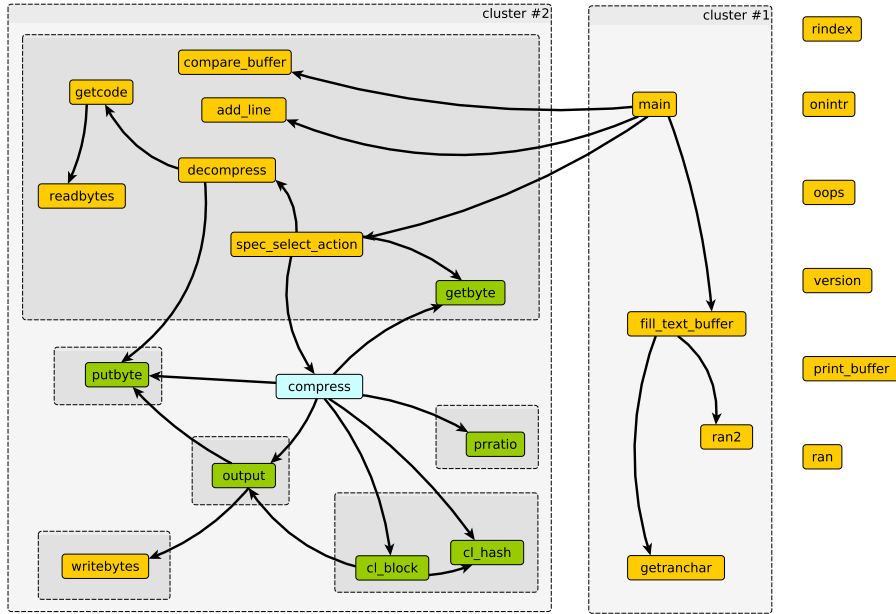 cluster #2
cluster #1
rindex
compare_buffer
getcode
add_line
main
onintr
decompress
readbytes
oops
spec_select_action
getbyte
version
fill_text_buffer
putbyte
compress
print_buffer
prratio
ran2
output
ran
cl_hash
writebytes
cl_block
getranchar